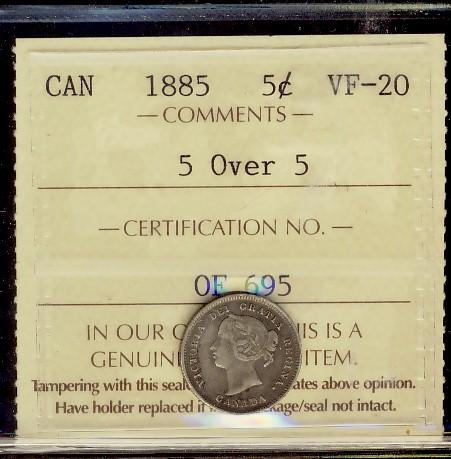 CAN 1885 5¢ VF-20
— COMMENTS —
5 Over 5
— CERTIFICATION NO. —
OE 695
IN OUR IS IS A
GENUIN ITEM.
Tampering with this seal ates above opinion.
Have holder replaced if kage/seal not intact.
VICTORIA DEI GRATIA REGINA.
CANADA